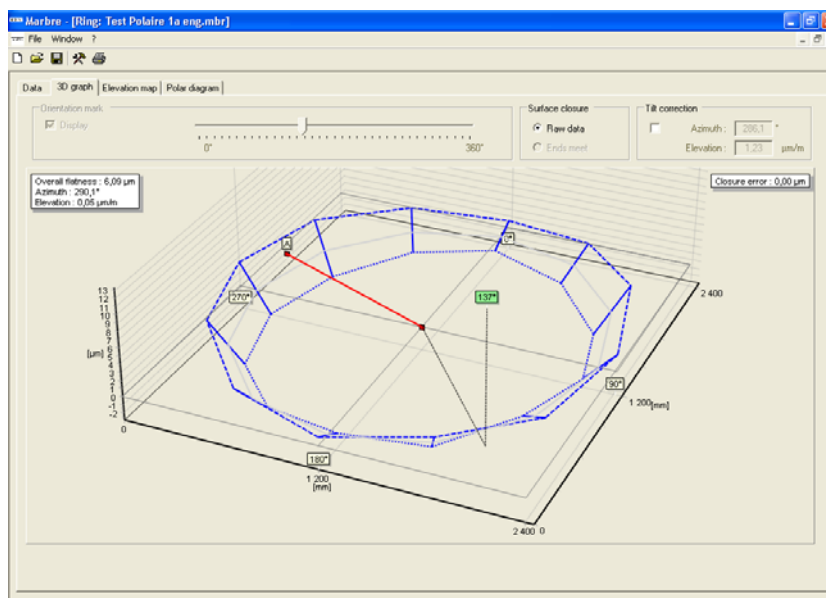 Marbre - [Ring: Test Polaire 1a eng.mbr]
File Window ?
Data 3D graph Elevation map Polar diagram
Orientation mark
Display
0° 360°
Surface closure
Raw data
Ends meet
Tilt correction
Azimuth : 286,1 °
Elevation : 1,23 µm/m
Overall flatness : 6,09 µm
Azimuth : 290,1°
Elevation : 0,05 µm/m
Closure error : 0,00 µm
A
0°
270°
137°
90°
180°
13
12
11
10
9
8
7
6
5
4
3
2
1
0
-1
-2
[µm]
0
1 200
[mm]
2 400
0
1 200 [mm]
2 400